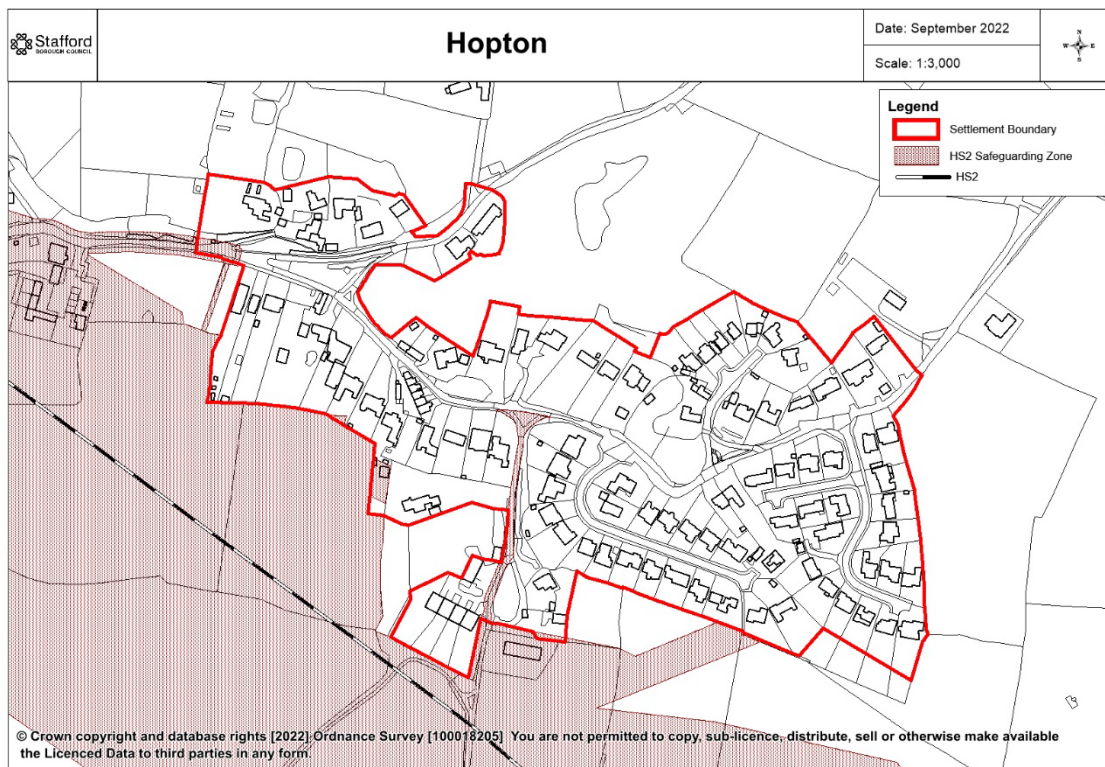 Stafford
BOROUGH COUNCIL
Hopton
Date: September 2022
Scale: 1:3,000
N
W E
S
Legend
Settlement Boundary
HS2 Safeguarding Zone
HS2
© Crown copyright and database rights [2022] Ordnance Survey [100018205] You are not permitted to copy, sub-licence, distribute, sell or otherwise make available
the Licenced Data to third parties in any form.